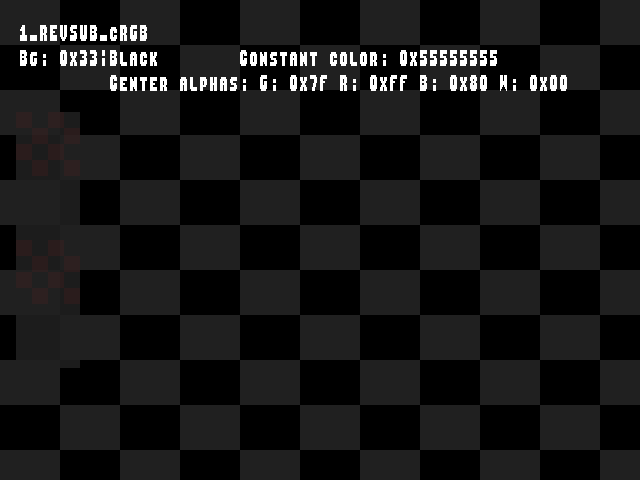 1_REVSUB_cRGB
Bg: 0x33¦Black Constant color: 0x55555555
Center alphas: G: 0x7f R: 0xff B: 0x80 W: 0x00